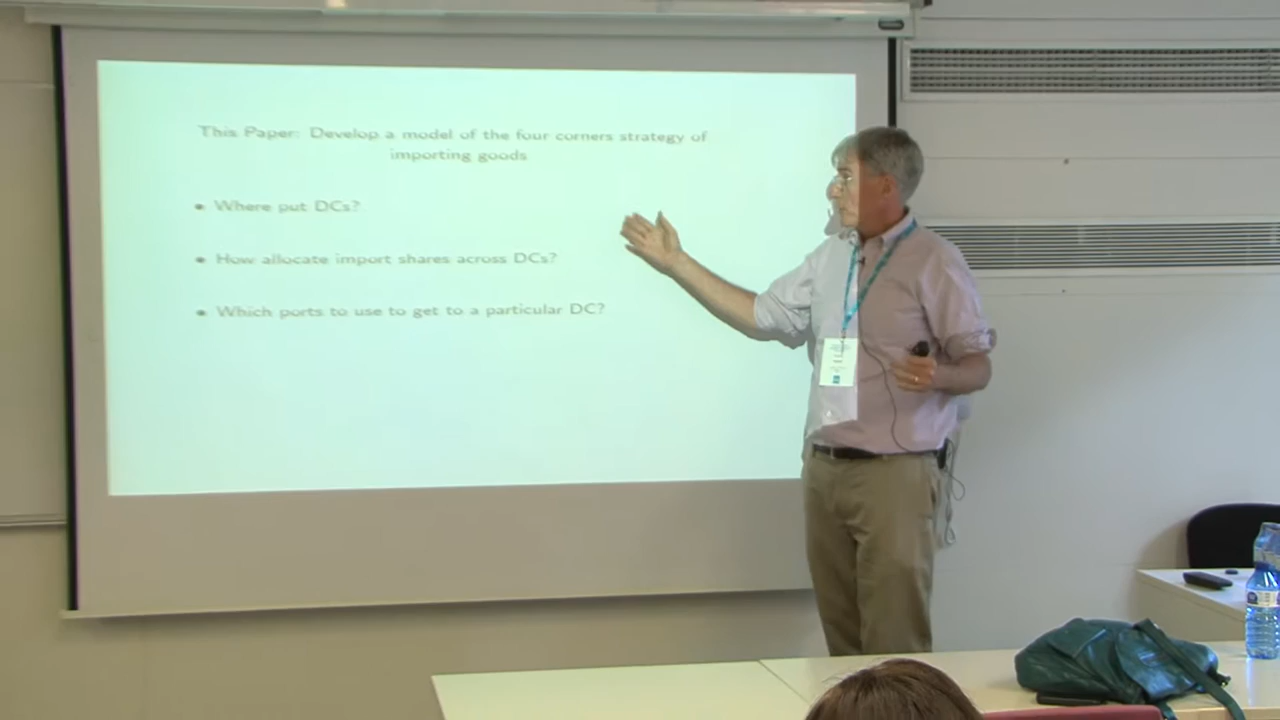 This Paper: Develop a model of the four corners strategy of
importing goods
• Where put DCs?
• How allocate import shares across DCs?
• Which ports to use to get to a particular DC?